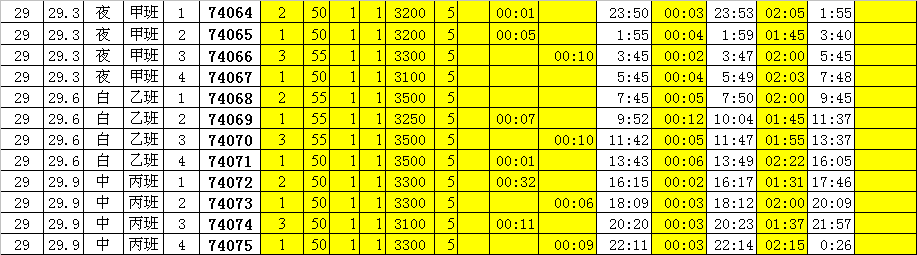 29 29.3 夜 甲班 1 74064 2 50 1 1 3200 5 00:01 23:50 00:03 23:53 02:05 1:55
29 29.3 夜 甲班 2 74065 1 50 1 1 3200 5 00:05 1:55 00:04 1:59 01:45 3:40
29 29.3 夜 甲班 3 74066 3 55 1 1 3300 5 00:10 3:45 00:02 3:47 02:00 5:45
29 29.3 夜 甲班 4 74067 1 50 1 1 3100 5 5:45 00:04 5:49 02:03 7:48
29 29.6 白 乙班 1 74068 2 55 1 1 3500 5 7:45 00:05 7:50 02:00 9:45
29 29.6 白 乙班 2 74069 1 55 1 1 3250 5 00:07 9:52 00:12 10:04 01:45 11:37
29 29.6 白 乙班 3 74070 3 55 1 1 3500 5 00:10 11:42 00:05 11:47 01:55 13:37
29 29.6 白 乙班 4 74071 1 50 1 1 3500 5 00:01 13:43 00:06 13:49 02:22 16:05
29 29.9 中 丙班 1 74072 2 50 1 1 3300 5 00:32 16:15 00:02 16:17 01:31 17:46
29 29.9 中 丙班 2 74073 1 50 1 1 3300 5 00:06 18:09 00:03 18:12 02:00 20:09
29 29.9 中 丙班 3 74074 3 50 1 1 3100 5 00:11 20:20 00:03 20:23 01:37 21:57
29 29.9 中 丙班 4 74075 1 50 1 1 3300 5 00:09 22:11 00:03 22:14 02:15 0:26